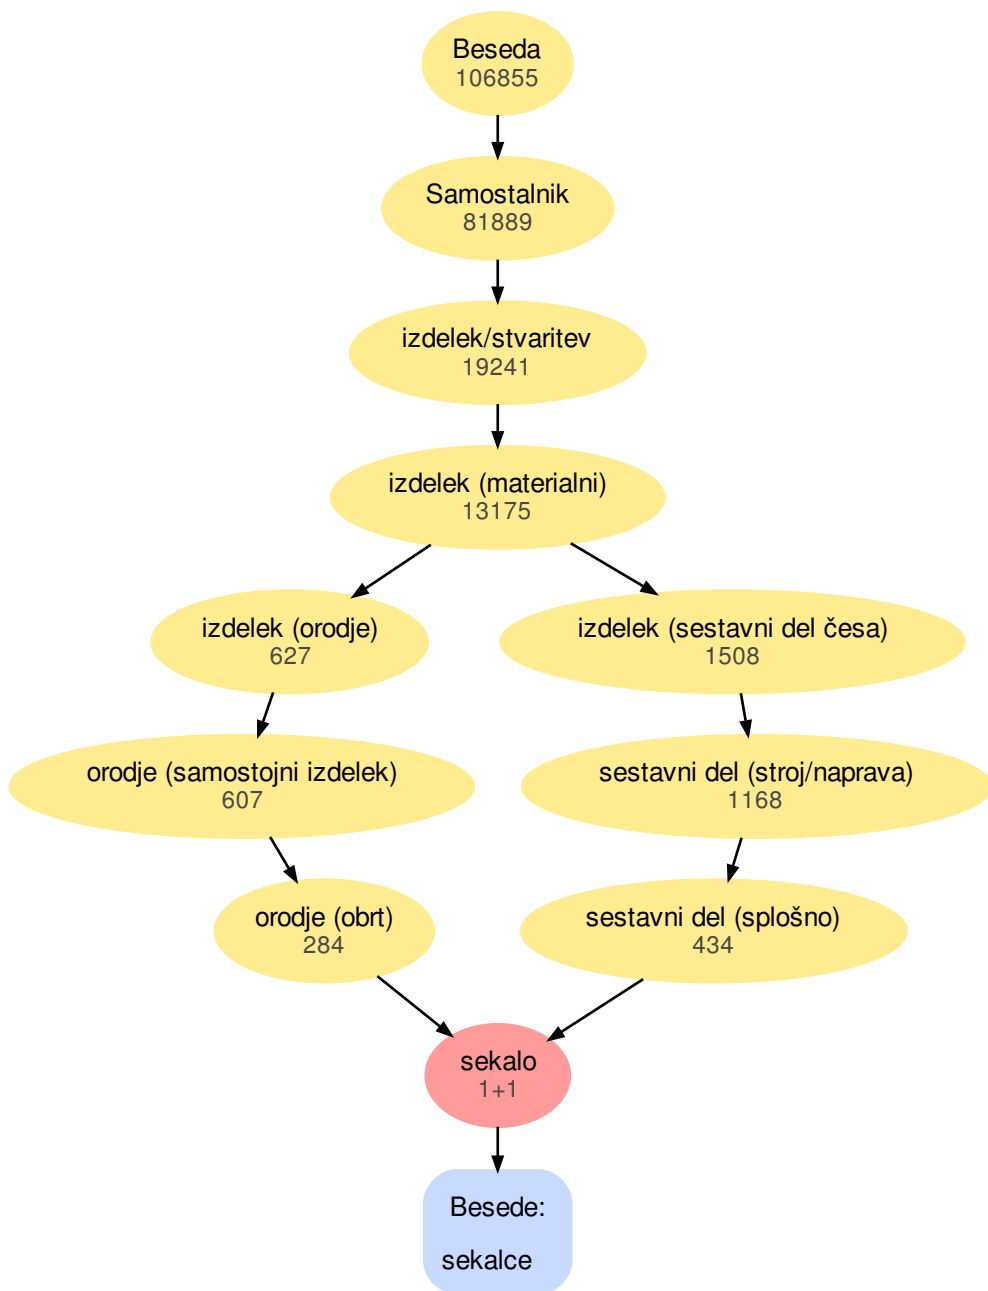 Beseda
106855
Samostalnik
81889
izdelek/stvaritev
19241
izdelek (materialni)
13175
izdelek (orodje)
627
izdelek (sestavni del česa)
1508
orodje (samostojni izdelek)
607
sestavni del (stroj/naprava)
1168
orodje (obrt)
284
sestavni del (splošno)
434
sekalo
1+1
Besede:
sekalce